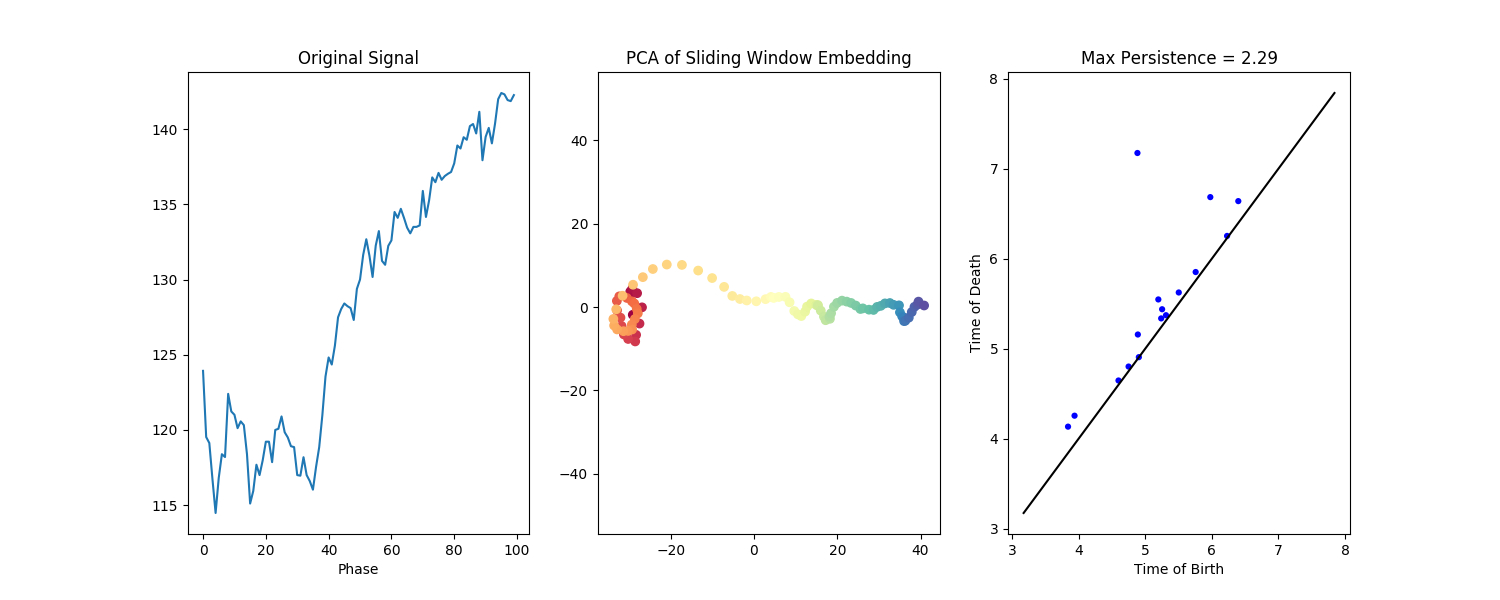 Original Signal
140
135
130
125
120
115
0 20 40 60 80 100
Phase
PCA of Sliding Window Embedding
40
20
0
−20
−40
−20 0 20 40
Max Persistence = 2.29
Time of Death
8
7
6
5
4
3
3 4 5 6 7 8
Time of Birth